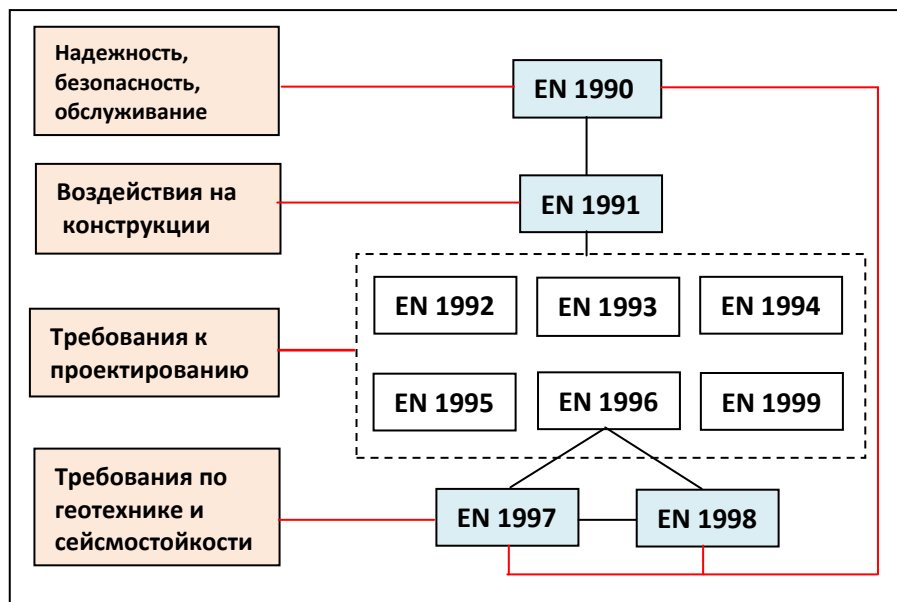 Надежность,
безопасность,
обслуживание
EN 1990
Воздействия на
конструкции
EN 1991
EN 1992
EN 1993
EN 1994
Требования к
проектированию
EN 1995
EN 1996
EN 1999
Требования по
геотехнике и
сейсмостойкости
EN 1997
EN 1998